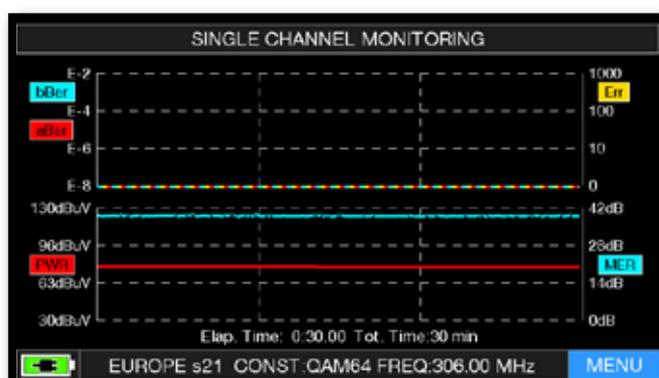 SINGLE CHANNEL MONITORING
E-2 1000
bBer Err
E-4 100
aBer
E-6 10
E-8 0
130dBuV 42dB
96dBuV 28dB
PWR MER
63dBuV 14dB
30dBuV 0dB
Elap. Time: 0:30.00 Tot. Time:30 min
EUROPE s21 CONST:QAM64 FREQ:306.00 MHz MENU